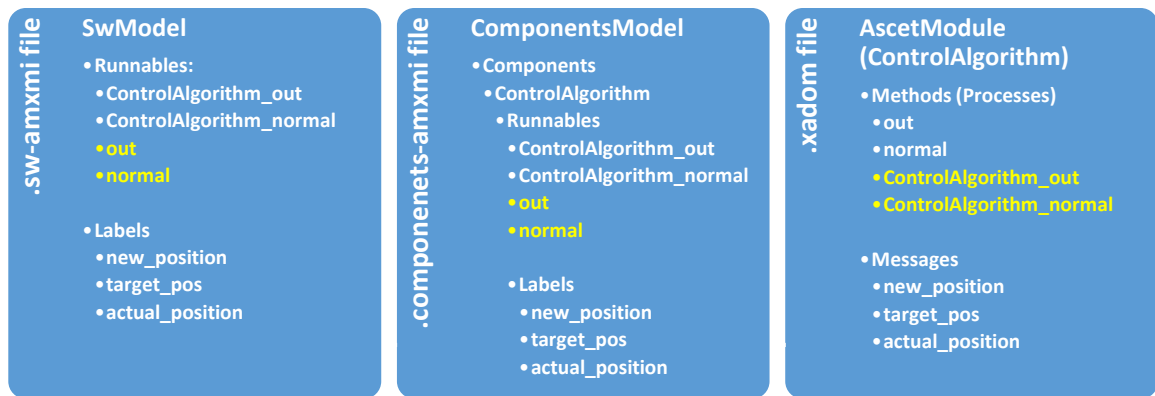 .sw-amxmi file
SwModel
•Runnables:
•ControlAlgorithm_out
•ControlAlgorithm_normal
•out
•normal
•Labels
•new_position
•target_pos
•actual_position
.componenets-amxmi file
ComponentsModel
•Components
•ControlAlgorithm
•Runnables
•ControlAlgorithm_out
•ControlAlgorithm_normal
•out
•normal
•Labels
•new_position
•target_pos
•actual_position
.xadom file
AscetModule
(ControlAlgorithm)
•Methods (Processes)
•out
•normal
•ControlAlgorithm_out
•ControlAlgorithm_normal
•Messages
•new_position
•target_pos
•actual_position